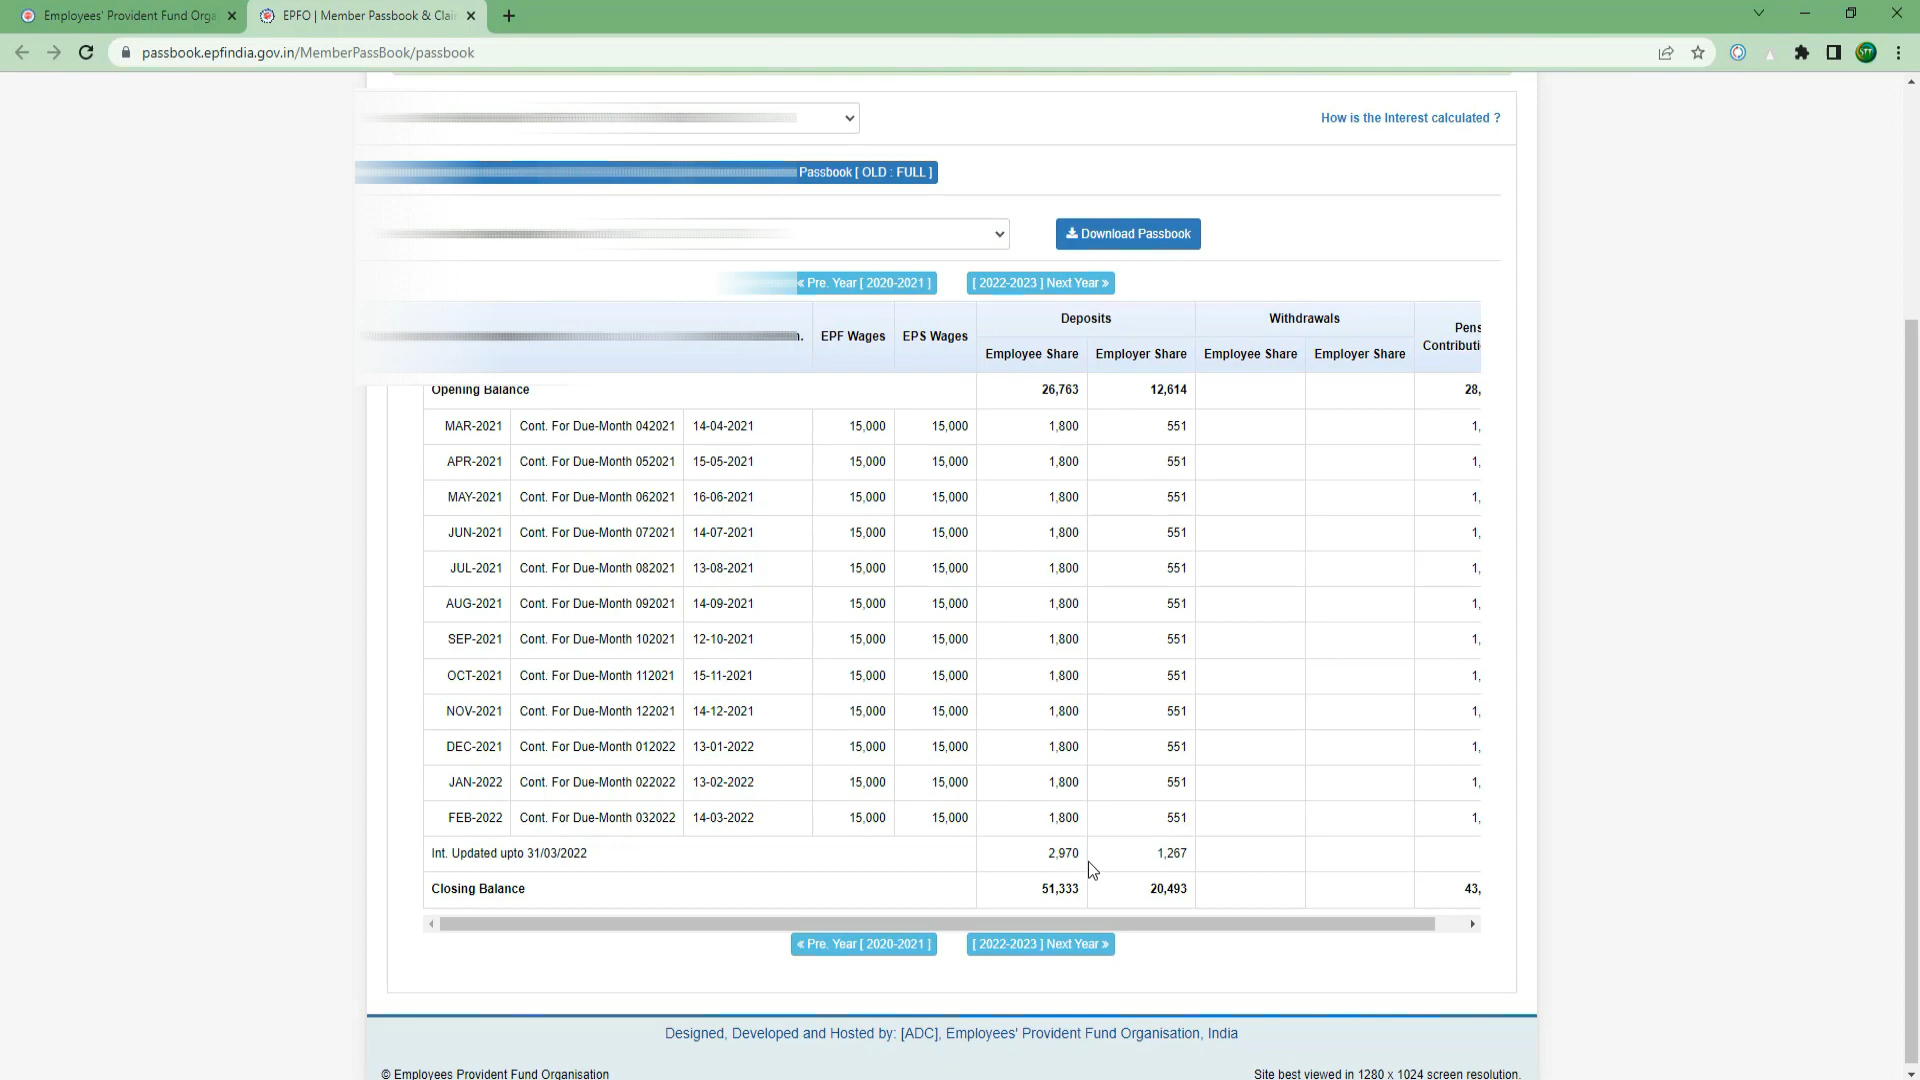 Employees' Provident Fund Orga
EPFO | Member Passbook & Clai
passbook.epfindia.gov.in/MemberPassBook/passbook
STT
How is the Interest calculated ?
Passbook [ OLD : FULL ]
Download Passbook
« Pre. Year [ 2020-2021 ] [ 2022-2023 ] Next Year »
EPF Wages EPS Wages Deposits Withdrawals Pens
Contributi
Employee Share Employer Share Employee Share Employer Share
Opening Balance 26,763 12,614 28,
MAR-2021 Cont. For Due-Month 042021 14-04-2021 15,000 15,000 1,800 551 1,
APR-2021 Cont. For Due-Month 052021 15-05-2021 15,000 15,000 1,800 551 1,
MAY-2021 Cont. For Due-Month 062021 16-06-2021 15,000 15,000 1,800 551 1,
JUN-2021 Cont. For Due-Month 072021 14-07-2021 15,000 15,000 1,800 551 1,
JUL-2021 Cont. For Due-Month 082021 13-08-2021 15,000 15,000 1,800 551 1,
AUG-2021 Cont. For Due-Month 092021 14-09-2021 15,000 15,000 1,800 551 1,
SEP-2021 Cont. For Due-Month 102021 12-10-2021 15,000 15,000 1,800 551 1,
OCT-2021 Cont. For Due-Month 112021 15-11-2021 15,000 15,000 1,800 551 1,
NOV-2021 Cont. For Due-Month 122021 14-12-2021 15,000 15,000 1,800 551 1,
DEC-2021 Cont. For Due-Month 012022 13-01-2022 15,000 15,000 1,800 551 1,
JAN-2022 Cont. For Due-Month 022022 13-02-2022 15,000 15,000 1,800 551 1,
FEB-2022 Cont. For Due-Month 032022 14-03-2022 15,000 15,000 1,800 551 1,
Int. Updated upto 31/03/2022 2,970 1,267
Closing Balance 51,333 20,493 43,
« Pre. Year [ 2020-2021 ] [ 2022-2023 ] Next Year »
Designed, Developed and Hosted by: [ADC], Employees' Provident Fund Organisation, India
© Employees Provident Fund Organisation Site best viewed in 1280 x 1024 screen resolution.